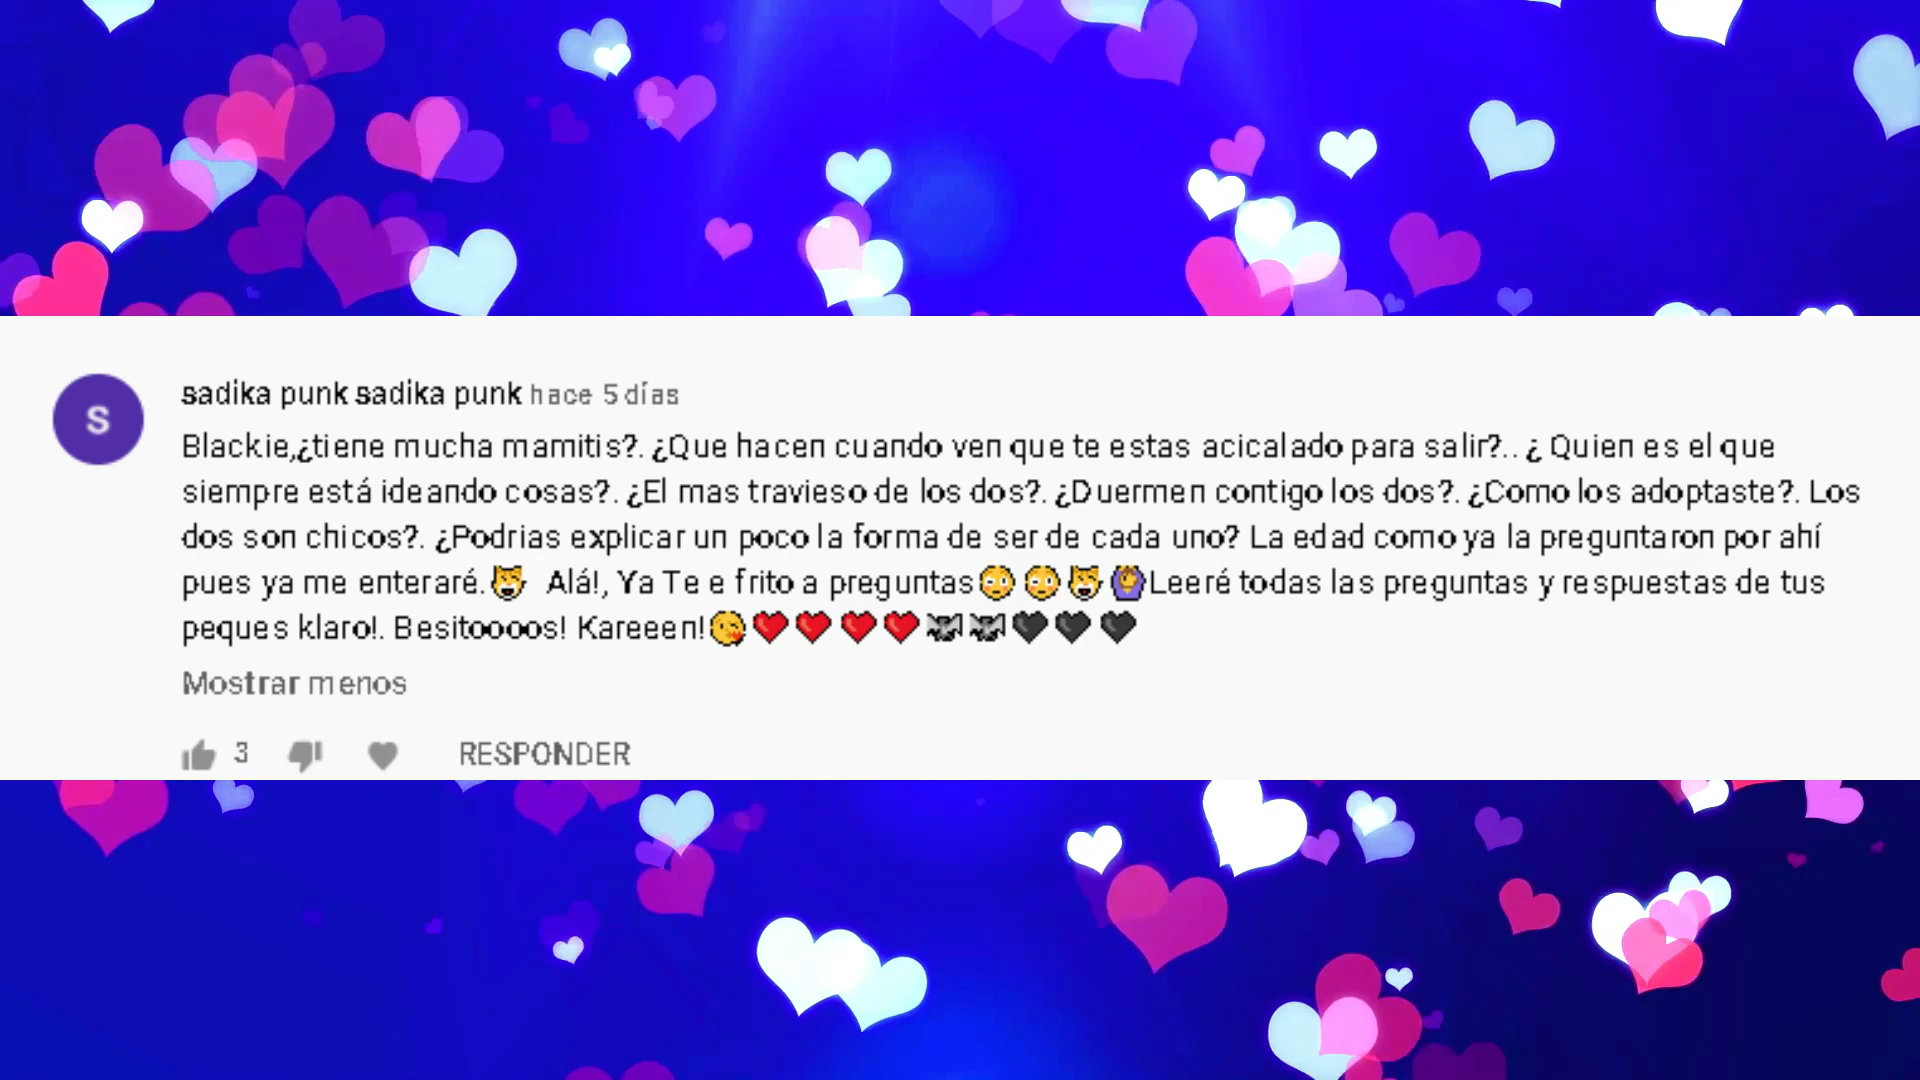 S
sadika punk sadika punk hace 5 días
Blackie,¿tiene mucha mamitis?. ¿Que hacen cuando ven que te estas acicalado para salir?.. ¿ Quien es el que
siempre está ideando cosas?. ¿El mas travieso de los dos?. ¿Duermen contigo los dos?. ¿Como los adoptaste?. Los
dos son chicos?. ¿Podrias explicar un poco la forma de ser de cada uno? La edad como ya la preguntaron por ahí
pues ya me enteraré.😸 Alá!, Ya Te e frito a preguntas😳😳😸🙆Leeré todas las preguntas y respuestas de tus
peques klaro!. Besitoooos! Kareeen!😘❤❤❤❤🦇🦇🖤🖤🖤
Mostrar menos
3 RESPONDER